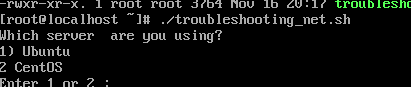 -rwxr-xr-x. 1 root root 3764 Nov 16 20:17 troublesho
[root@localhost ~]# ./troubleshooting_net.sh
Which server  are you using?
1) Ubuntu
2 CentOS
Enter 1 or 2 :